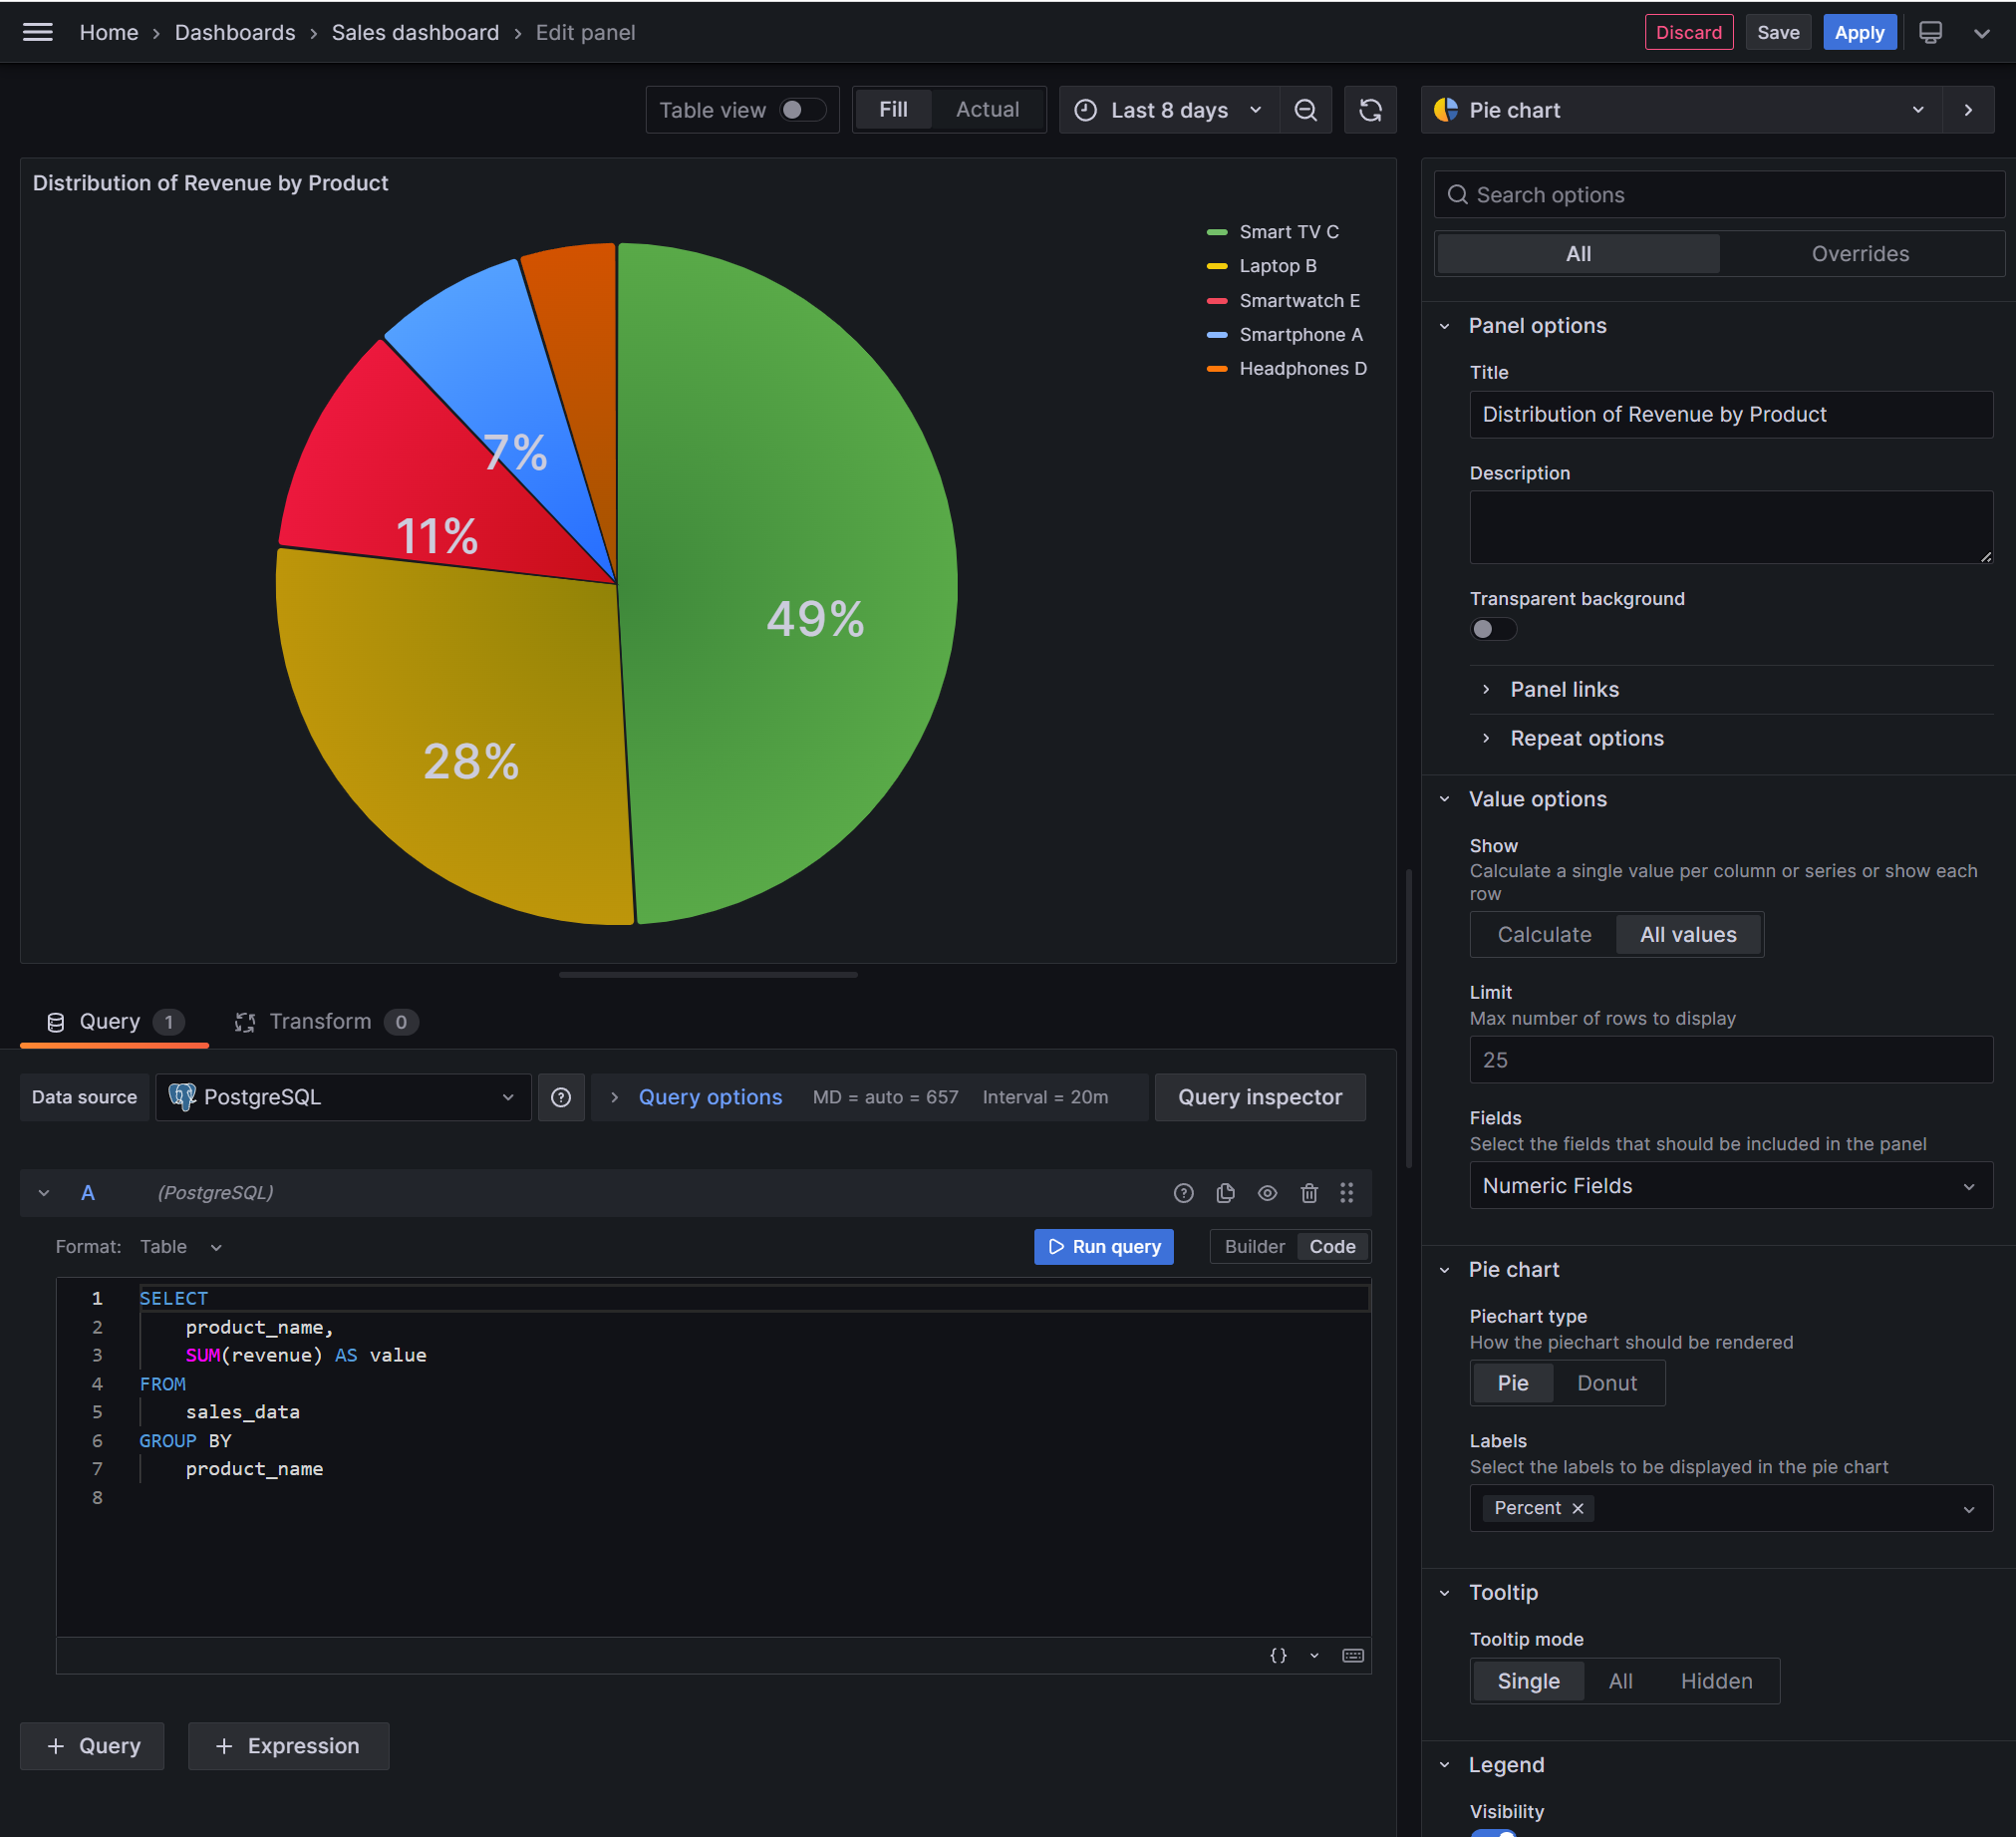 Home › Dashboards › Sales dashboard › Edit panel
Discard
Save
Apply
Table view
Fill
Actual
Last 8 days
Pie chart
Distribution of Revenue by Product
Smart TV C
Laptop B
Smartwatch E
Smartphone A
Headphones D
7%
11%
49%
28%
Search options
All
Overrides
Panel options
Title
Distribution of Revenue by Product
Description
Transparent background
Panel links
Repeat options
Value options
Show
Calculate a single value per column or series or show each
row
Calculate
All values
Limit
Max number of rows to display
25
Fields
Select the fields that should be included in the panel
Numeric Fields
Pie chart
Piechart type
How the piechart should be rendered
Pie
Donut
Labels
Select the labels to be displayed in the pie chart
Percent
Tooltip
Tooltip mode
Single
All
Hidden
Legend
Visibility
Query 1
Transform 0
Data source
PostgreSQL
Query options
MD = auto = 657
Interval = 20m
Query inspector
A
(PostgreSQL)
Format: Table
Run query
Builder
Code
1 SELECT
2 product_name,
3 SUM(revenue) AS value
4 FROM
5 sales_data
6 GROUP BY
7 product_name
8
{}
+ Query
+ Expression